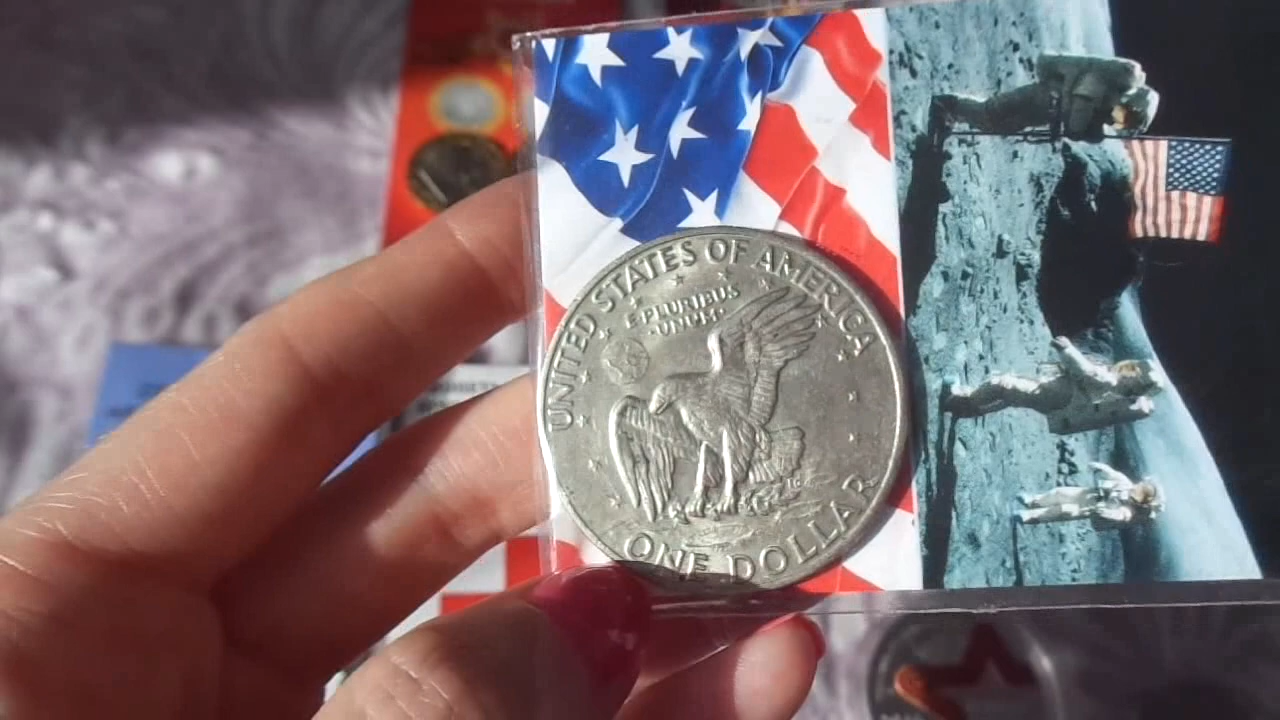 UNITED STATES OF AMERICA
E·PLURIBUS
·UNUM·
ONE DOLLAR